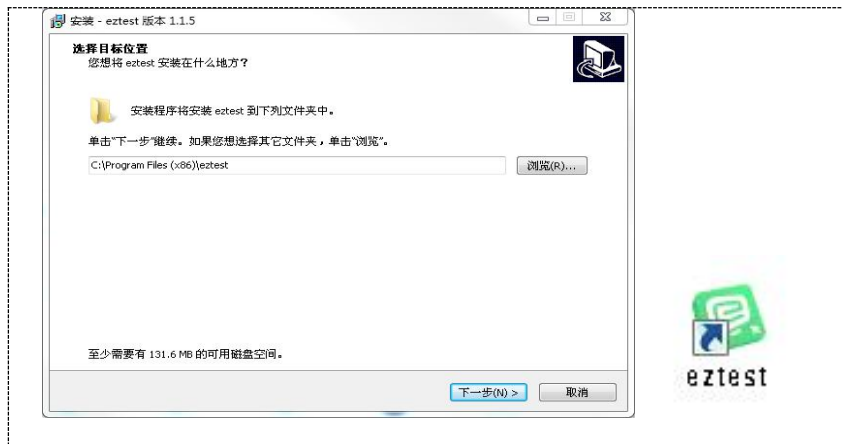 安装 - eztest 版本 1.1.5
选择目标位置
您想将 eztest 安装在什么地方?
安装程序将安装 eztest 到下列文件夹中。
单击“下一步”继续。如果您想选择其它文件夹，单击“浏览”。
C:\Program Files (x86)\eztest
浏览(R)...
至少需要有 131.6 MB 的可用磁盘空间。
下一步(N) >
取消
eztest